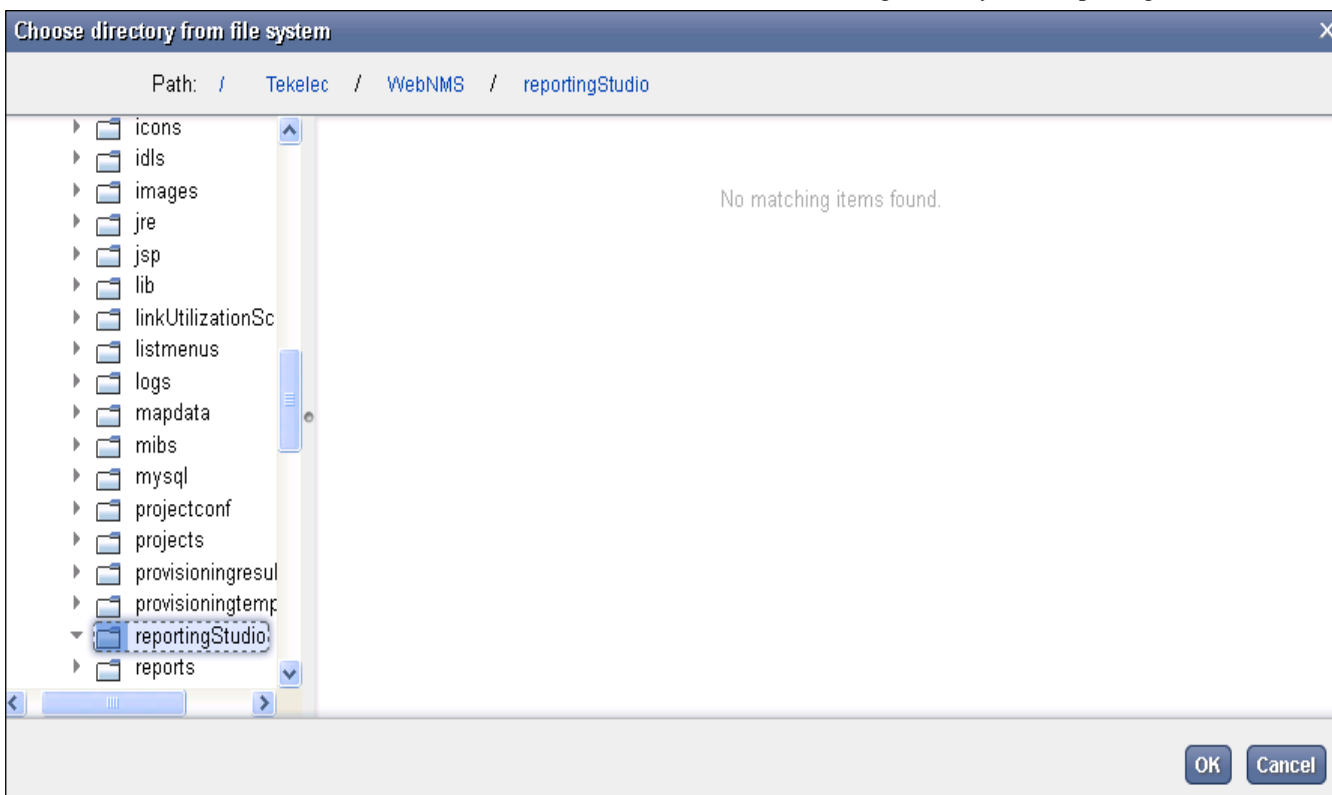 Choose directory from file system
Path: / Tekelec / WebNMS / reportingStudio
icons
idls
images
jre
jsp
lib
linkUtilizationSc
listmenus
logs
mapdata
mibs
mysql
projectconf
projects
provisioningresul
provisioningtemp
reportingStudio
reports
No matching items found.
OK Cancel